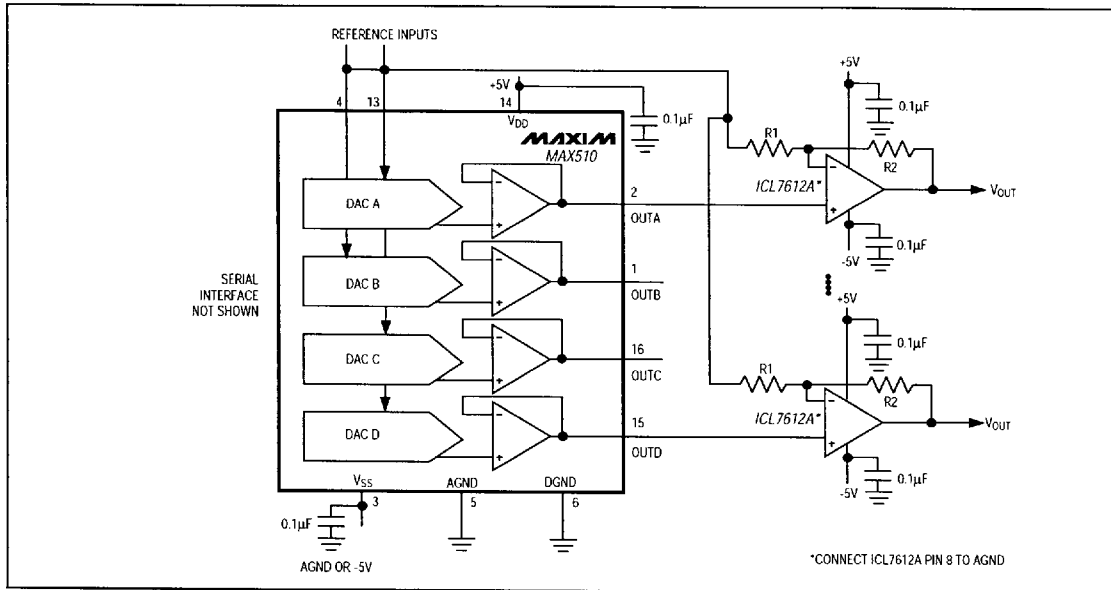 REFERENCE INPUTS
+5V
+5V
4 13 14
0.1µF
VDD
0.1µF
MAXIM
MAX510
R1
R2
ICL7612A*
2
VOUT
DAC A
OUTA
0.1µF
-5V
1
DAC B
OUTB
+5V
SERIAL
INTERFACE
NOT SHOWN
16
0.1µF
DAC C
OUTC
R1
R2
ICL7612A*
15
VOUT
DAC D
OUTD
0.1µF
-5V
VSS AGND DGND
3 5 6
0.1µF
AGND OR -5V
*CONNECT ICL7612A PIN 8 TO AGND